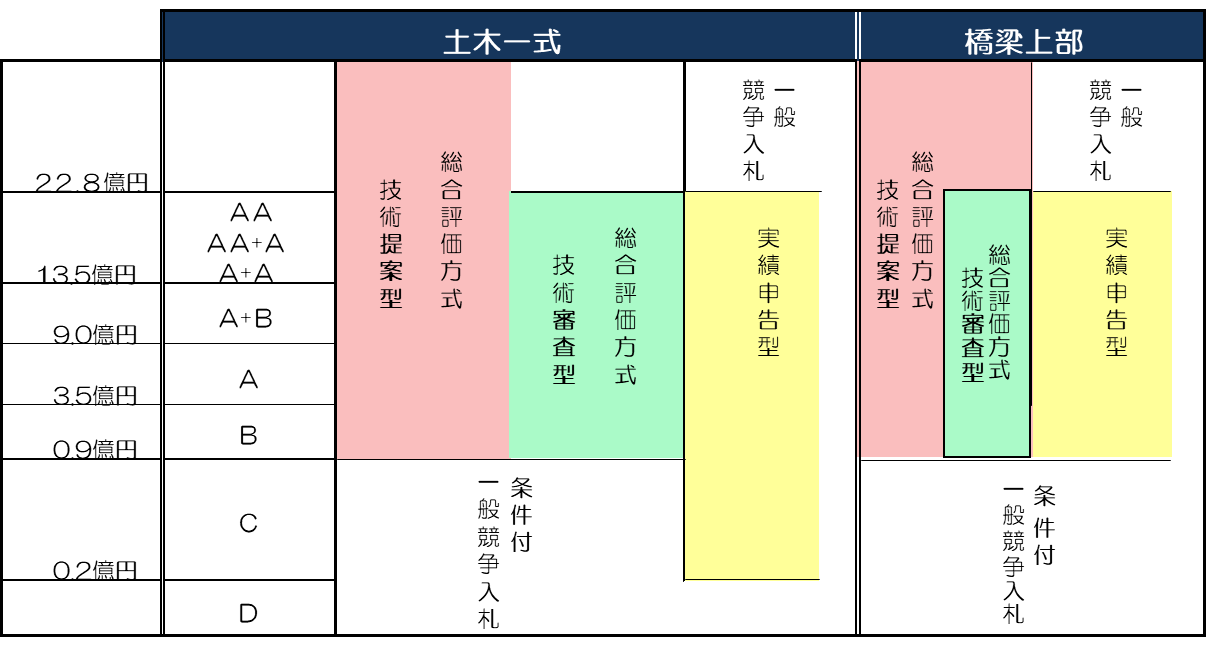 土木一式
橋梁上部
22.8億円
13.5億円
9.0億円
3.5億円
0.9億円
0.2億円
AA
AA+A
A+A
A+B
A
B
C
D
総合評価方式
技術提案型
総合評価方式
技術審査型
一般
競争入札
実績申告型
条件付
一般競争入札
総合評価方式
技術提案型
総合評価方式
技術審査型
一般
競争入札
実績申告型
条件付
一般競争入札